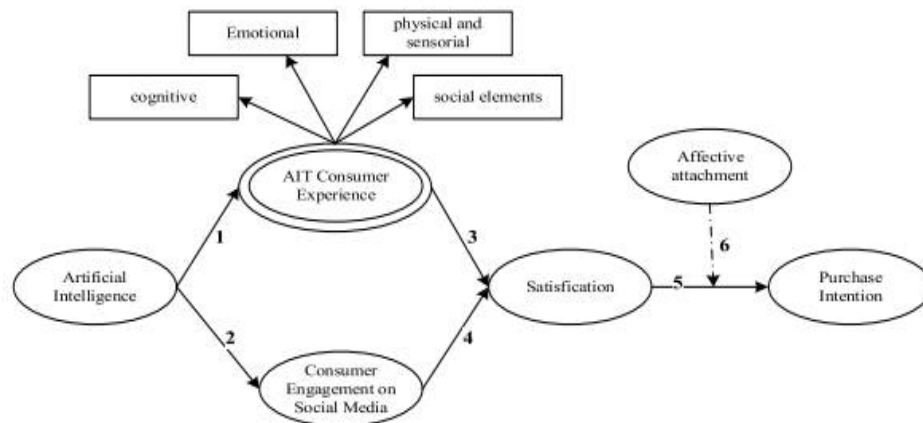 Emotional
physical and
sensorial
cognitive
social elements
AIT Consumer
Experience
Affective
attachment
1
3
6
Artificial
Intelligence
Satisfication
5
Purchase
Intention
2
4
Consumer
Engagement on
Social Media